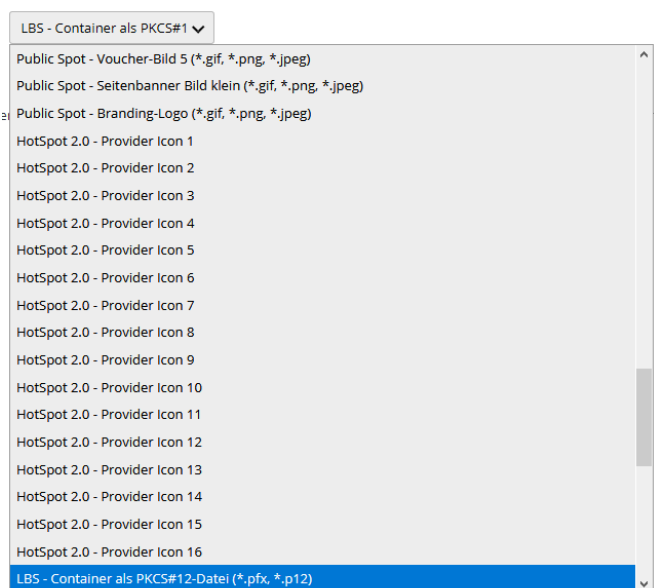 LBS - Container als PKCS#1
Public Spot - Voucher-Bild 5 (*.gif, *.png, *.jpeg)
Public Spot - Seitenbanner Bild klein (*.gif, *.png, *.jpeg)
Public Spot - Branding-Logo (*.gif, *.png, *.jpeg)
HotSpot 2.0 - Provider Icon 1
HotSpot 2.0 - Provider Icon 2
HotSpot 2.0 - Provider Icon 3
HotSpot 2.0 - Provider Icon 4
HotSpot 2.0 - Provider Icon 5
HotSpot 2.0 - Provider Icon 6
HotSpot 2.0 - Provider Icon 7
HotSpot 2.0 - Provider Icon 8
HotSpot 2.0 - Provider Icon 9
HotSpot 2.0 - Provider Icon 10
HotSpot 2.0 - Provider Icon 11
HotSpot 2.0 - Provider Icon 12
HotSpot 2.0 - Provider Icon 13
HotSpot 2.0 - Provider Icon 14
HotSpot 2.0 - Provider Icon 15
HotSpot 2.0 - Provider Icon 16
LBS - Container als PKCS#12-Datei (*.pfx, *.p12)